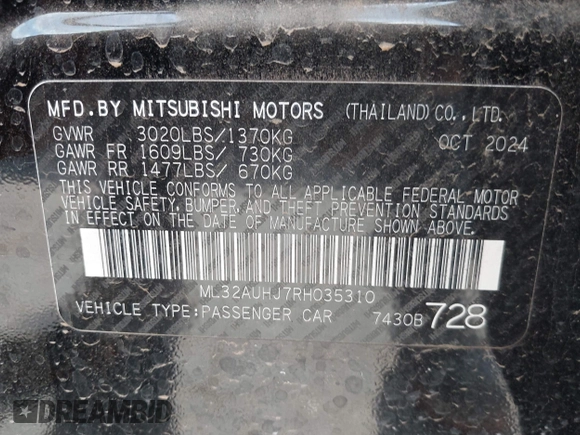 MFD.BY MITSUBISHI MOTORS (THAILAND)CO.,LTD.
GVWR 3020LBS/1370KG OCT 2024
GAWR FR 1609LBS/ 730KG
GAWR RR 1477LBS/ 670KG
THIS VEHICLE CONFORMS TO ALL APPLICABLE FEDERAL MOTOR
VEHICLE SAFETY, BUMPER, AND THEFT PREVENTION STANDARDS
IN EFFECT ON THE DATE OF MANUFACTURE SHOWN ABOVE.
ML32AUHJ7RH035310
VEHICLE TYPE:PASSENGER CAR 7430B 728
DREAMBID